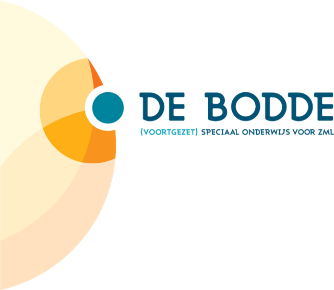 DE BODDE
(VOORTGEZET) SPECIAAL ONDERWIJS VOOR ZML